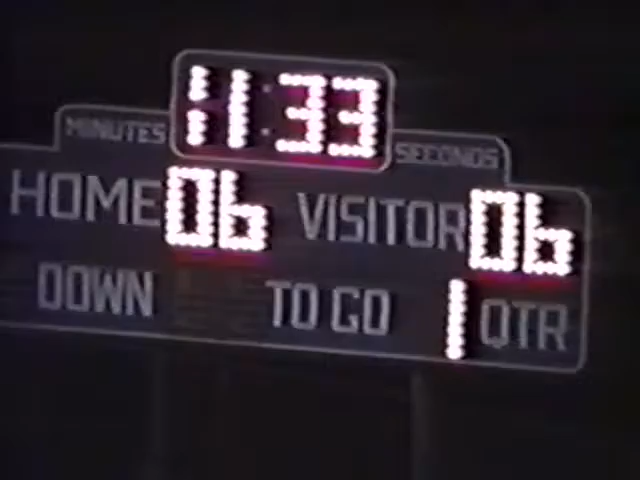 MINUTES 11:33 SECONDS
HOME 06 VISITOR 06
DOWN TO GO 1 QTR